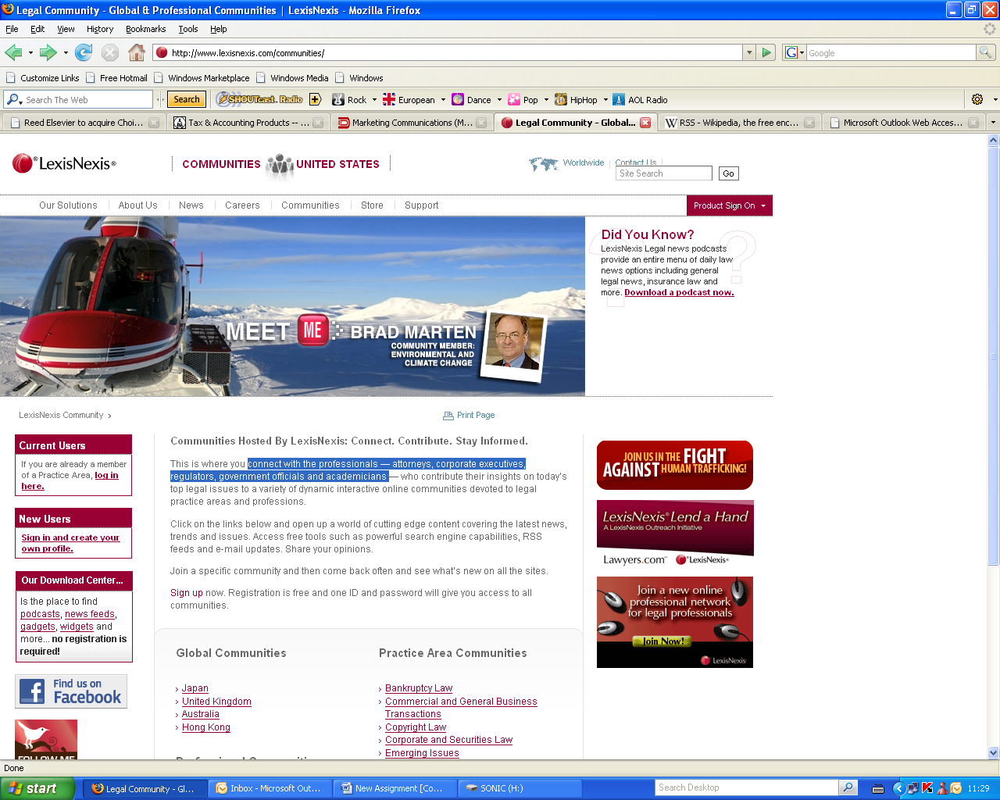 Legal Community - Global & Professional Communities | LexisNexis - Mozilla Firefox
File Edit View History Bookmarks Tools Help
http://www.lexisnexis.com/communities/
Google
Customize Links Free Hotmail Windows Marketplace Windows Media Windows
Search The Web Search SHOUTcast Radio Rock European Dance Pop HipHop AOL Radio
Reed Elsevier to acquire Choi... Tax & Accounting Products -- ... Marketing Communications (M... Legal Community - Global... RSS - Wikipedia, the free enc... Microsoft Outlook Web Acces...
LexisNexis®
COMMUNITIES UNITED STATES
Worldwide Contact Us
Site Search Go
Our Solutions About Us News Careers Communities Store Support
Product Sign On
MEET ME: BRAD MARTEN
COMMUNITY MEMBER:
ENVIRONMENTAL AND
CLIMATE CHANGE
Did You Know?
LexisNexis Legal news podcasts
provide an entire menu of daily law
news options including general
legal news, insurance law and
more. Download a podcast now.
LexisNexis Community ›
Print Page
Current Users
If you are already a member
of a Practice Area, log in
here.
New Users
Sign in and create your
own profile.
Our Download Center...
Is the place to find
podcasts, news feeds,
gadgets, widgets and
more... no registration is
required!
Find us on
Facebook
FOLLOW ME
Communities Hosted By LexisNexis: Connect. Contribute. Stay Informed.
This is where you connect with the professionals — attorneys, corporate executives,
regulators, government officials and academicians — who contribute their insights on today's
top legal issues to a variety of dynamic interactive online communities devoted to legal
practice areas and professions.
Click on the links below and open up a world of cutting edge content covering the latest news,
trends and issues. Access free tools such as powerful search engine capabilities, RSS
feeds and e-mail updates. Share your opinions.
Join a specific community and then come back often and see what's new on all the sites.
Sign up now. Registration is free and one ID and password will give you access to all
communities.
Global Communities
› Japan
› United Kingdom
› Australia
› Hong Kong
Professional Communities
Practice Area Communities
› Bankruptcy Law
› Commercial and General Business
Transactions
› Copyright Law
› Corporate and Securities Law
› Emerging Issues
JOIN US IN THE FIGHT
AGAINST HUMAN TRAFFICKING!
LexisNexis® Lend a Hand
A LexisNexis Outreach Initiative
Lawyers.com™ LexisNexis®
Join a new online
professional network
for legal professionals
Join Now!
LexisNexis®
Done
start Legal Community - Gl... Inbox - Microsoft Out... New Assignment [Co... SONIC (H:) Search Desktop 11:29